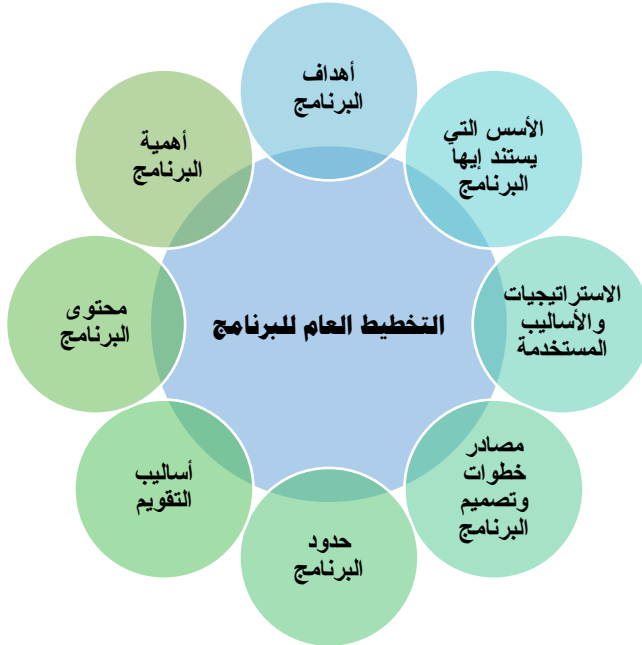 أهداف
البرنامج
الأسس التي
يستند إيها
البرنامج
الاستراتيجيات
والأساليب
المستخدمة
مصادر
خطوات
وتصميم
البرنامج
حدود
البرنامج
أساليب
التقويم
محتوى
البرنامج
أهمية
البرنامج
التخطيط العام للبرنامج